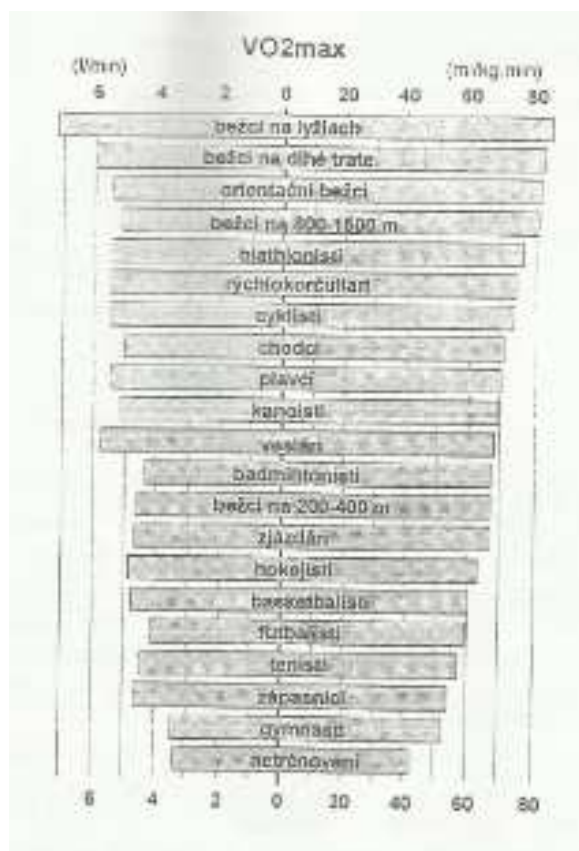 VO2max
(l/min) (ml/kg.min)
6 4 2 0 20 40 60 80
bežci na lyžiach
bežci na dlhé trate
orientační bežci
bežci na 800-1500 m
biathlonisti
rýchlokorčuliari
cyklisti
chodci
plavci
kanoisti
veslári
badmintonisti
bežci na 200-400 m
zjazdári
hokejisti
basketbalisti
futbalisti
tenisti
zápasníci
gymnasti
netrénovaní
6 4 2 0 20 40 60 80